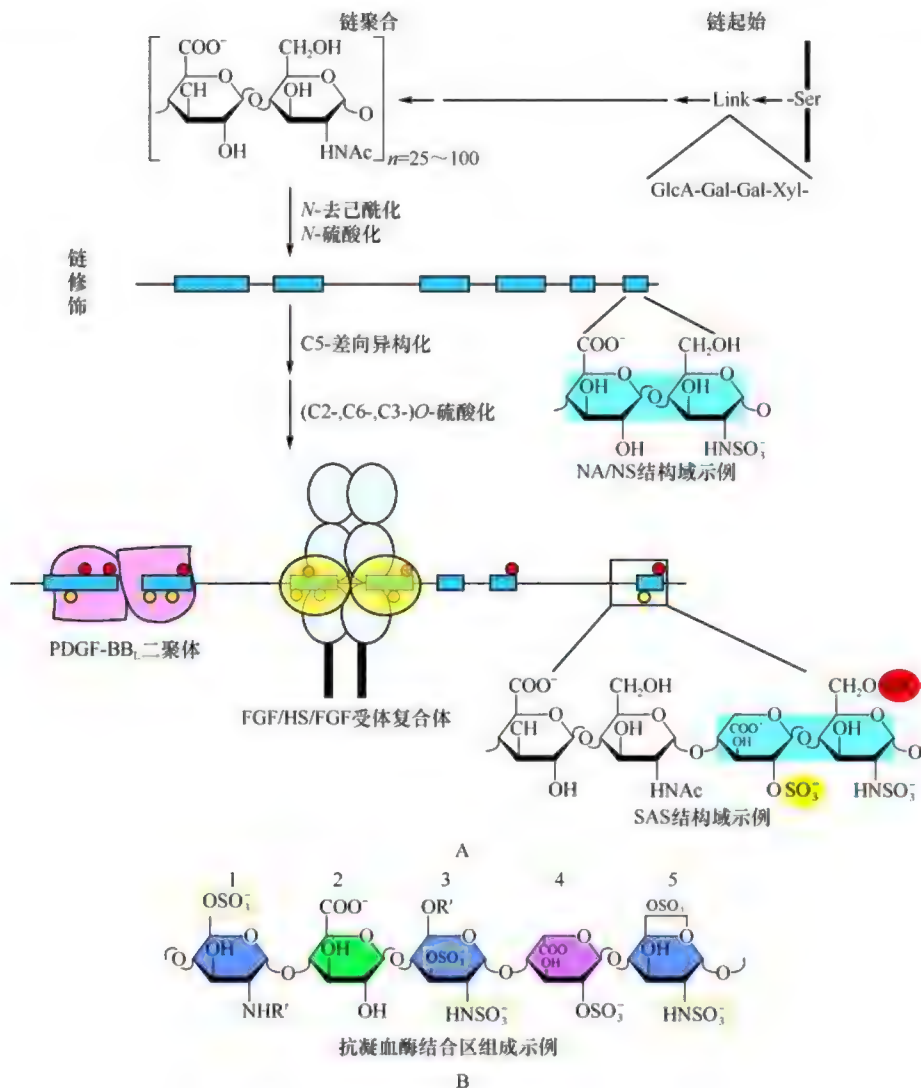 链聚合
链起始
COO⁻
CH₂OH
O
O
CH
OH
O
O
OH
HNAc
n=25～100
Link
-Ser
GlcA-Gal-Gal-Xyl-
N-去己酰化
N-硫酸化
链修饰
C5-差向异构化
(C2-,C6-,C3-)O-硫酸化
COO⁻
CH₂OH
O
O
OH
O
OH
O
OH
HNSO₃⁻
NA/NS结构域示例
PDGF-BB_L二聚体
FGF/HS/FGF受体复合体
COO⁻
CH₂OH
CH₂O
O
O
O
O
CH
O
OH
O
COO⁻
OH
O
OH
O
OH
HNAc
O SO₃⁻
HNSO₃⁻
SAS结构域示例
A
1 2 3 4 5
OSO₃⁻
COO⁻
OR′
OSO₃
O
O
O
O
O
O
OH
O
OH
O
OSO₃⁻
O
COO
OH
O
OH
O
NHR′
OH
HNSO₃⁻
OSO₃⁻
HNSO₃⁻
抗凝血酶结合区组成示例
B